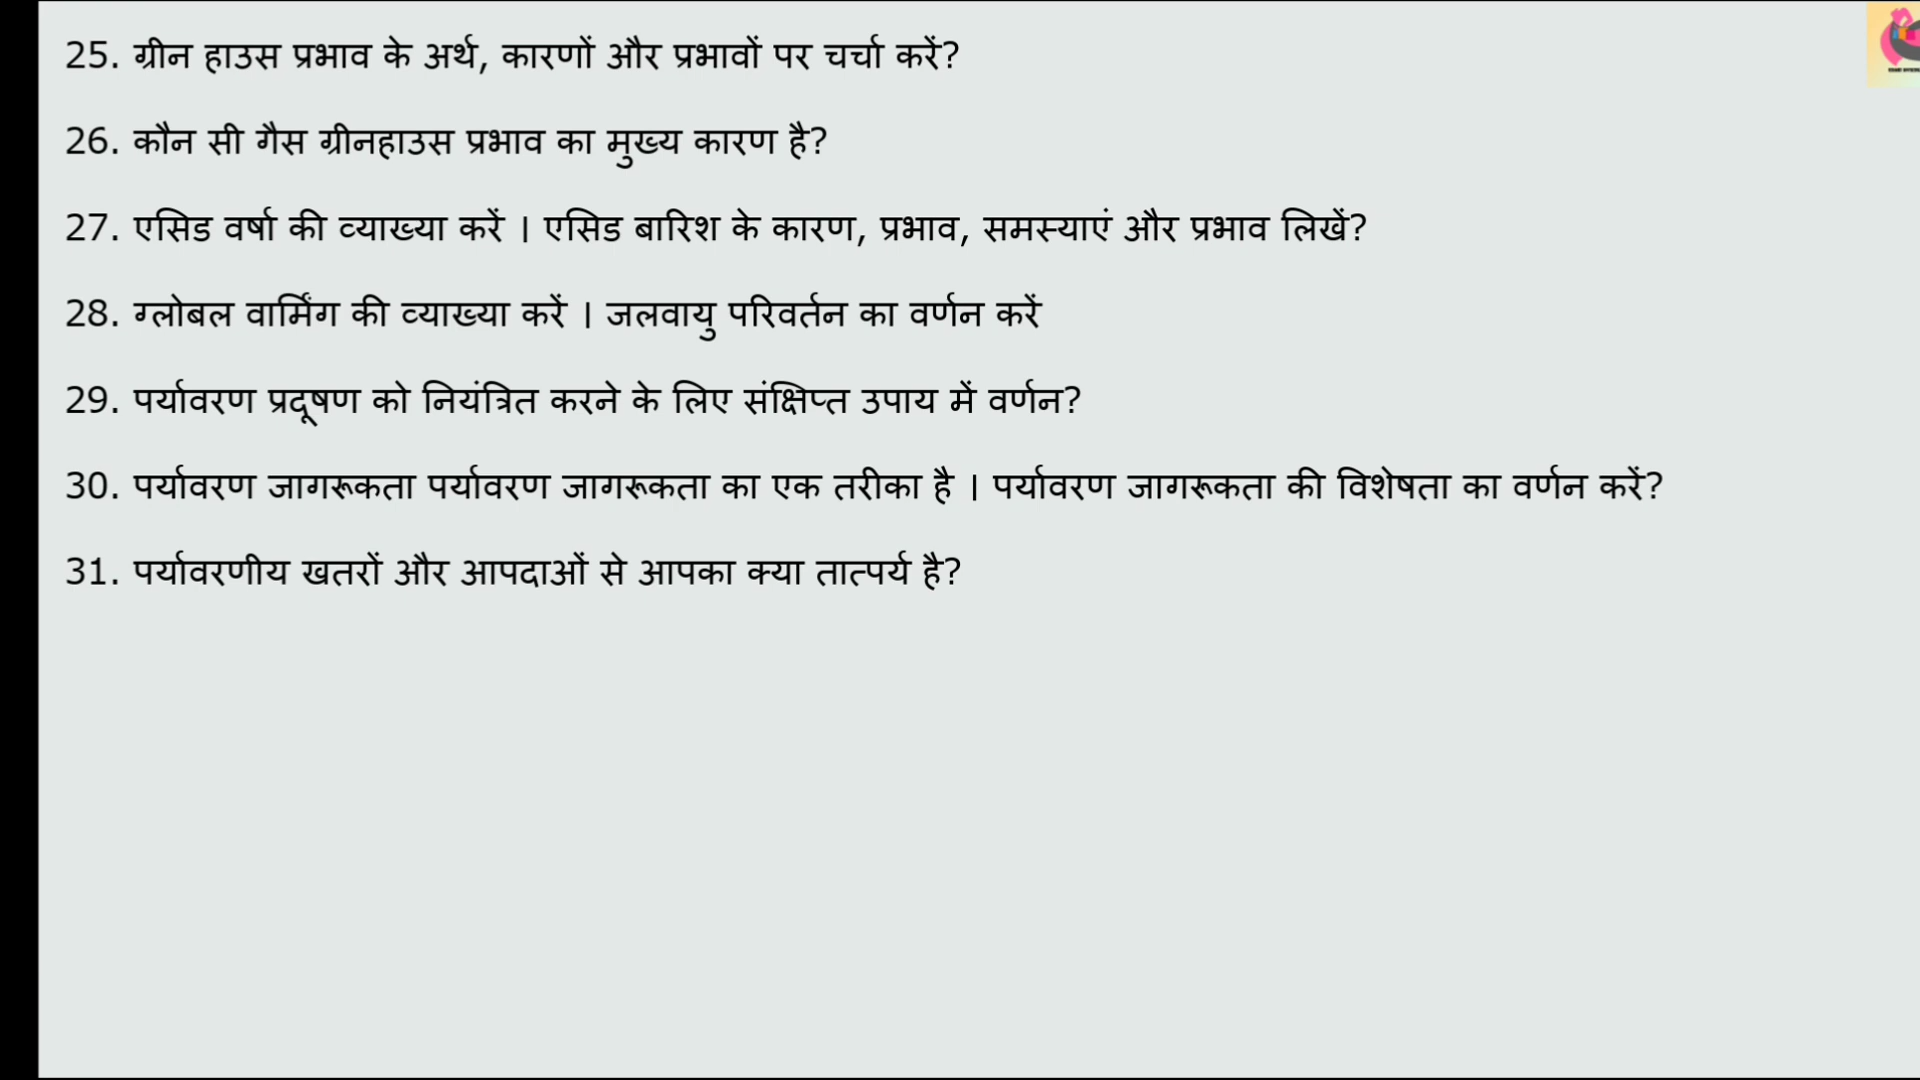 25. ग्रीन हाउस प्रभाव के अर्थ, कारणों और प्रभावों पर चर्चा करें?
26. कौन सी गैस ग्रीनहाउस प्रभाव का मुख्य कारण है?
27. एसिड वर्षा की व्याख्या करें । एसिड बारिश के कारण, प्रभाव, समस्याएं और प्रभाव लिखें?
28. ग्लोबल वार्मिंग की व्याख्या करें । जलवायु परिवर्तन का वर्णन करें
29. पर्यावरण प्रदूषण को नियंत्रित करने के लिए संक्षिप्त उपाय में वर्णन?
30. पर्यावरण जागरूकता पर्यावरण जागरूकता का एक तरीका है । पर्यावरण जागरूकता की विशेषता का वर्णन करें?
31. पर्यावरणीय खतरों और आपदाओं से आपका क्या तात्पर्य है?